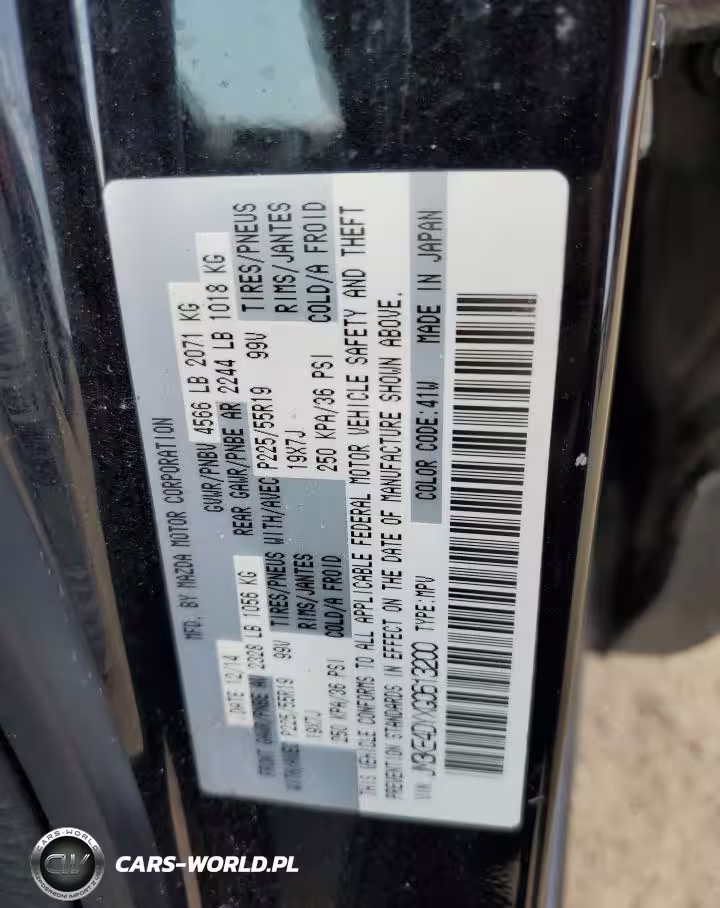 MFD. BY MAZDA MOTOR CORPORATION
DATE 12/14
GVWR/PNBV 4566 LB 2071 KG
FRONT GAWR/PNBE AV 2328 LB 1056 KG
REAR GAWR/PNBE AR 2244 LB 1018 KG
WITH/AVEC P225/55R19 99V TIRES/PNEUS WITH/AVEC P225/55R19 99V TIRES/PNEUS
19X7J RIMS/JANTES 19X7J RIMS/JANTES
250 KPA/36 PSI COLD/A FROID 250 KPA/36 PSI COLD/A FROID
THIS VEHICLE CONFORMS TO ALL APPLICABLE FEDERAL MOTOR VEHICLE SAFETY AND THEFT
PREVENTION STANDARDS IN EFFECT ON THE DATE OF MANUFACTURE SHOWN ABOVE.
VIN TYPE:MPV COLOR CODE:41W MADE IN JAPAN
CARS-WORLD
CW
CARS-WORLD.PL